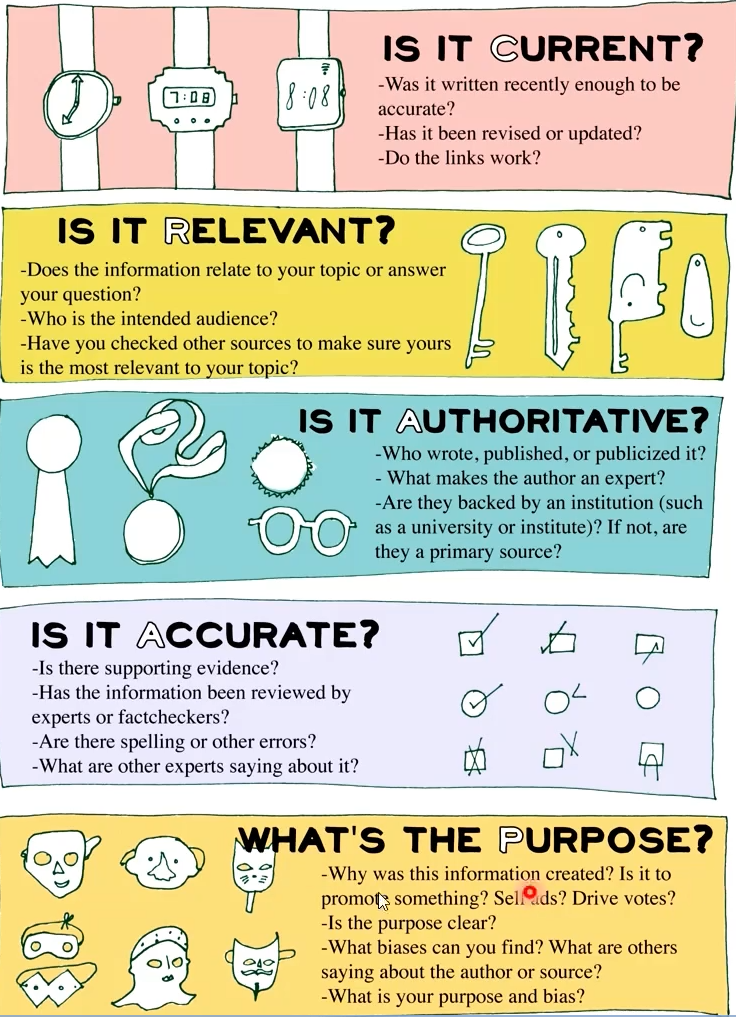 IS IT CURRENT?
-Was it written recently enough to be
accurate?
-Has it been revised or updated?
-Do the links work?
7:08
8:08
IS IT RELEVANT?
-Does the information relate to your topic or answer
your question?
-Who is the intended audience?
-Have you checked other sources to make sure yours
is the most relevant to your topic?
IS IT AUTHORITATIVE?
-Who wrote, published, or publicized it?
- What makes the author an expert?
-Are they backed by an institution (such
as a university or institute)? If not, are
they a primary source?
IS IT ACCURATE?
-Is there supporting evidence?
-Has the information been reviewed by
experts or factcheckers?
-Are there spelling or other errors?
-What are other experts saying about it?
WHAT'S THE PURPOSE?
-Why was this information created? Is it to
promote something? Sell ads? Drive votes?
-Is the purpose clear?
-What biases can you find? What are others
saying about the author or source?
-What is your purpose and bias?